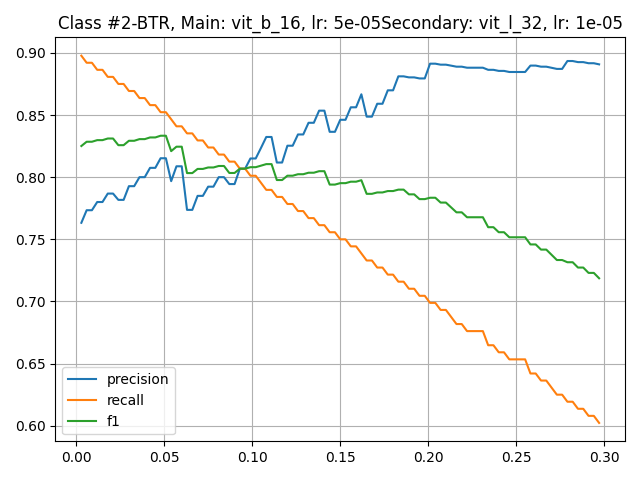 Class #2-BTR, Main: vit_b_16, lr: 5e-05Secondary: vit_l_32, lr: 1e-05
0.90
0.85
0.80
0.75
0.70
0.65
0.60
precision
recall
f1
0.00 0.05 0.10 0.15 0.20 0.25 0.30